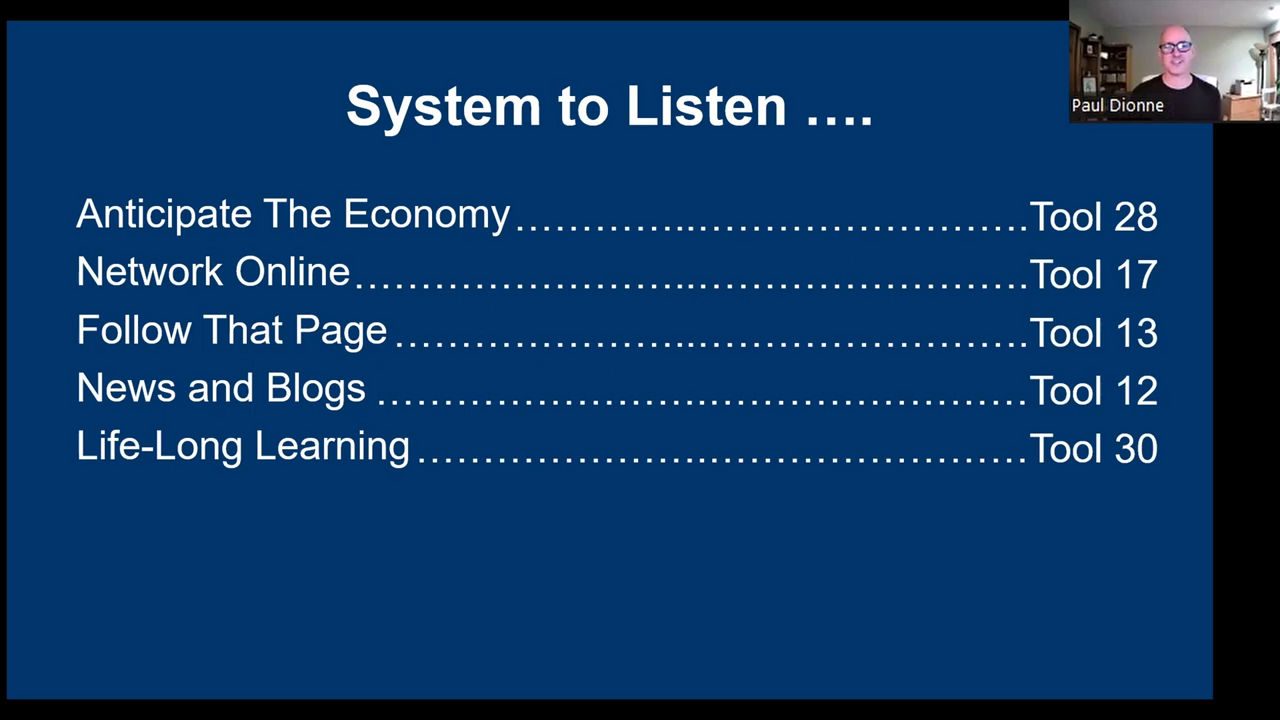 System to Listen ….
Anticipate The Economy…………..…………………….Tool 28
Network Online……………………..…………………….Tool 17
Follow That Page…………………..…………………….Tool 13
News and Blogs……………………..……………………Tool 12
Life-Long Learning…………………..……………………Tool 30
Paul Dionne